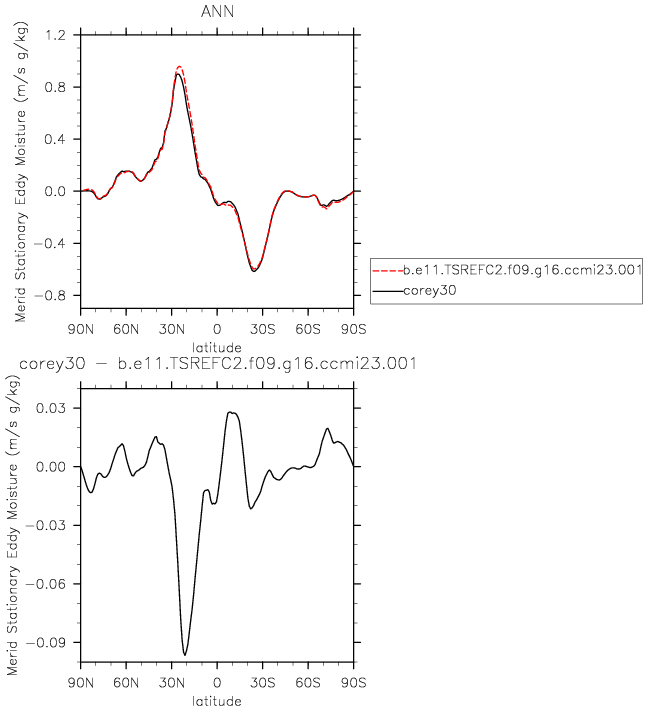 ANN
Merid Stationary Eddy Moisture (m/s g/kg)
1.2
0.8
0.4
0.0
−0.4
−0.8
90N 60N 30N 0 30S 60S 90S
latitude
b.e11.TSREFC2.f09.g16.ccmi23.001
corey30
corey30 − b.e11.TSREFC2.f09.g16.ccmi23.001
Merid Stationary Eddy Moisture (m/s g/kg)
0.03
0.00
−0.03
−0.06
−0.09
90N 60N 30N 0 30S 60S 90S
latitude